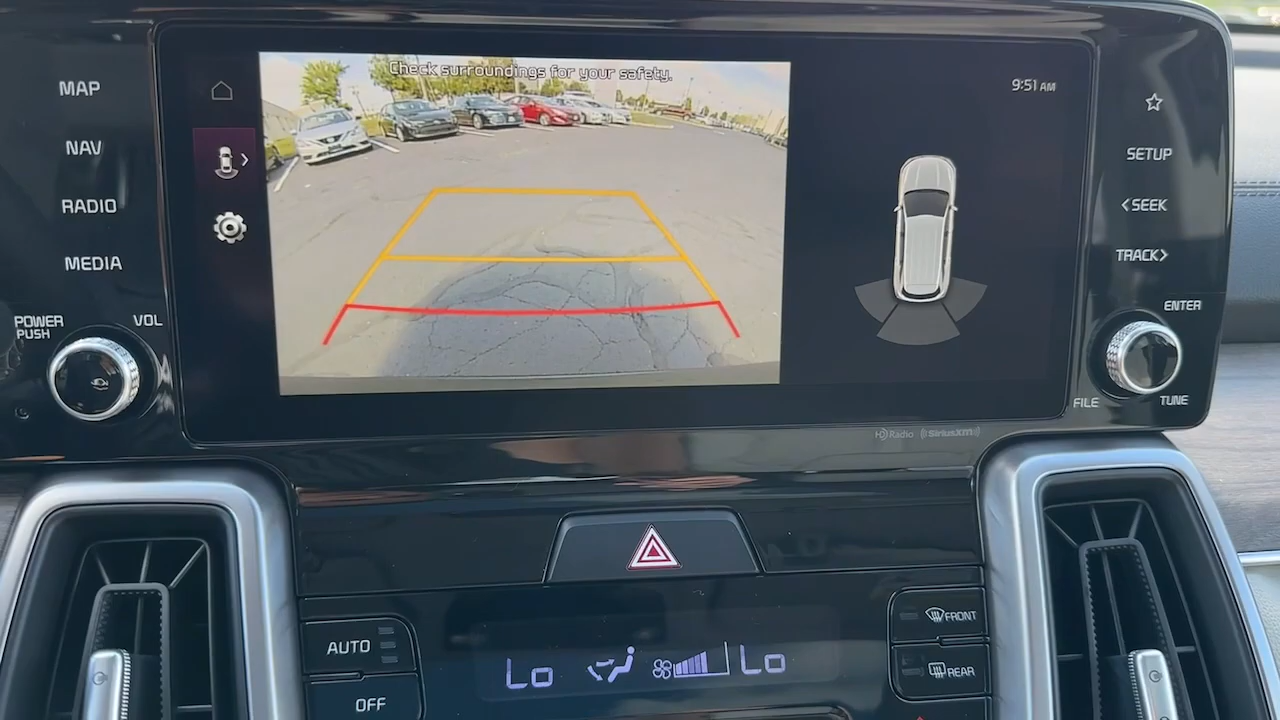 MAP
NAV
RADIO
MEDIA
POWER
PUSH
VOL
Check surroundings for your safety.
9:51 AM
SETUP
<SEEK
TRACK>
ENTER
FILE
TUNE
HD Radio
((SiriusXM))
AUTO
OFF
Lo
Lo
FRONT
REAR